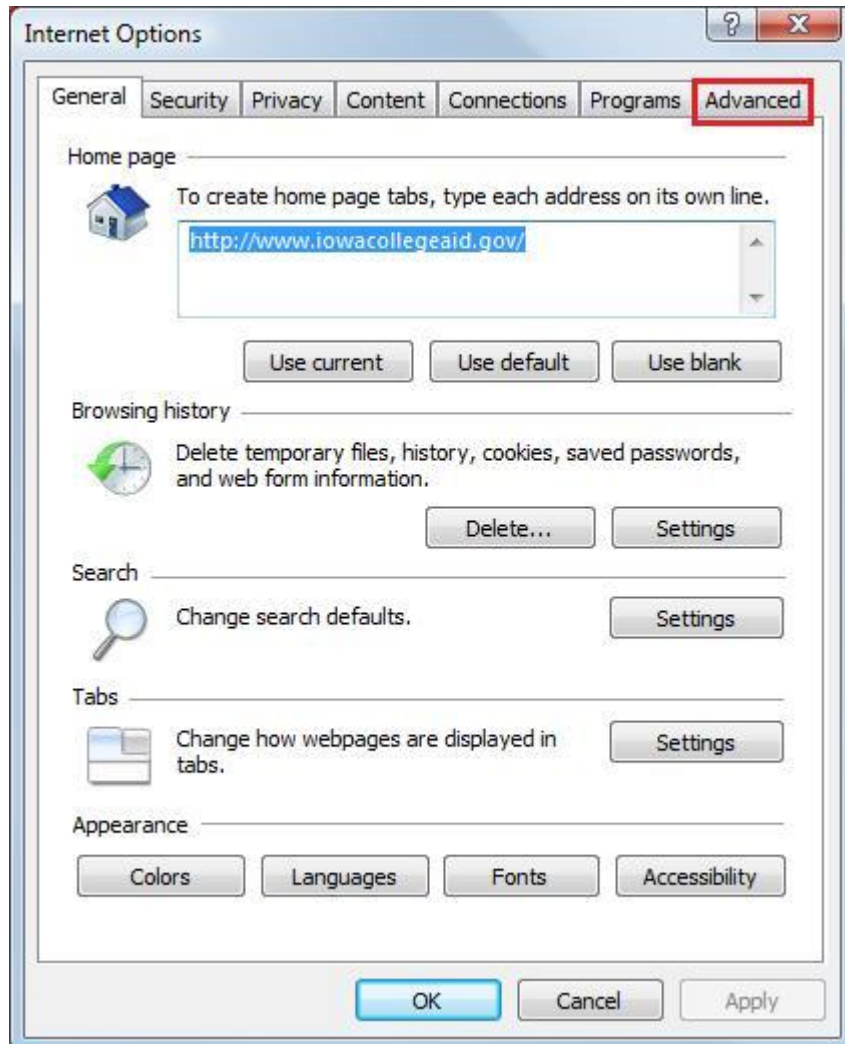 Internet Options
General Security Privacy Content Connections Programs Advanced
Home page
To create home page tabs, type each address on its own line.
http://www.iowacollegeaid.gov/
Use current Use default Use blank
Browsing history
Delete temporary files, history, cookies, saved passwords,
and web form information.
Delete... Settings
Search
Change search defaults. Settings
Tabs
Change how webpages are displayed in
tabs.
Settings
Appearance
Colors Languages Fonts Accessibility
OK Cancel Apply